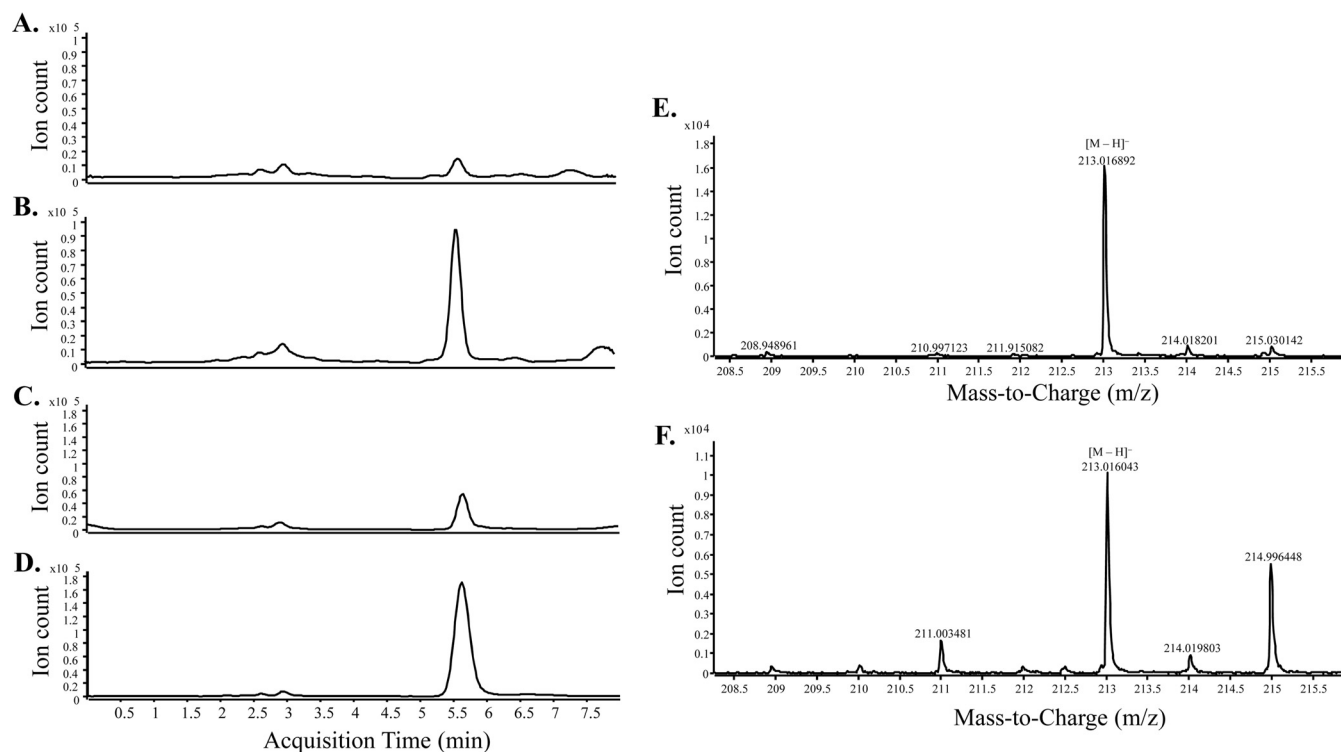 A.
x10 5
Ion count
1
0.9
0.8
0.7
0.6
0.5
0.4
0.3
0.2
0.1
0
B.
x10 5
Ion count
1
0.9
0.8
0.7
0.6
0.5
0.4
0.3
0.2
0.1
0
C.
x10 5
Ion count
1.8
1.6
1.4
1.2
1
0.8
0.6
0.4
0.2
0
D.
x10 5
Ion count
1.8
1.6
1.4
1.2
1
0.8
0.6
0.4
0.2
0
0.5 1 1.5 2 2.5 3 3.5 4 4.5 5 5.5 6 6.5 7 7.5
Acquisition Time (min)
E.
x10 4
Ion count
1.8
1.6
1.4
1.2
1
0.8
0.6
0.4
0.2
0
[M – H]⁻
213.016892
208.948961 210.997123 211.915082 214.018201 215.030142
208.5 209 209.5 210 210.5 211 211.5 212 212.5 213 213.5 214 214.5 215 215.5
Mass-to-Charge (m/z)
F.
x10 4
Ion count
1.1
1
0.9
0.8
0.7
0.6
0.5
0.4
0.3
0.2
0.1
0
[M – H]⁻
213.016043
214.996448
211.003481
214.019803
208.5 209 209.5 210 210.5 211 211.5 212 212.5 213 213.5 214 214.5 215 215.5
Mass-to-Charge (m/z)